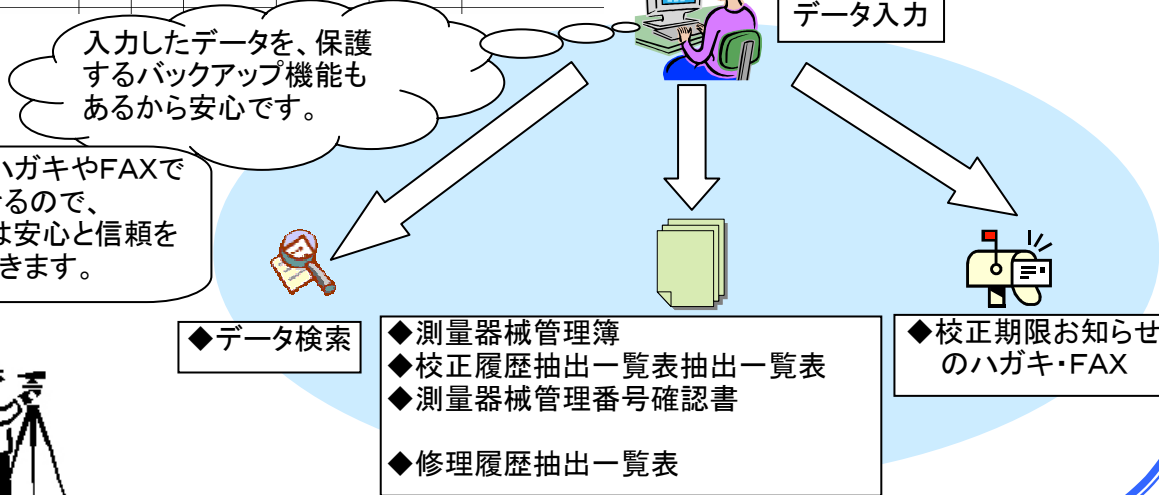 データ入力
入力したデータを、保護
するバックアップ機能も
あるから安心です。
ハガキやFAXで
るので、
は安心と信頼を
きます。
◆データ検索
◆測量器械管理簿
◆校正履歴抽出一覧表抽出一覧表
◆測量器械管理番号確認書
◆修理履歴抽出一覧表
◆校正期限お知らせ
のハガキ・FAX